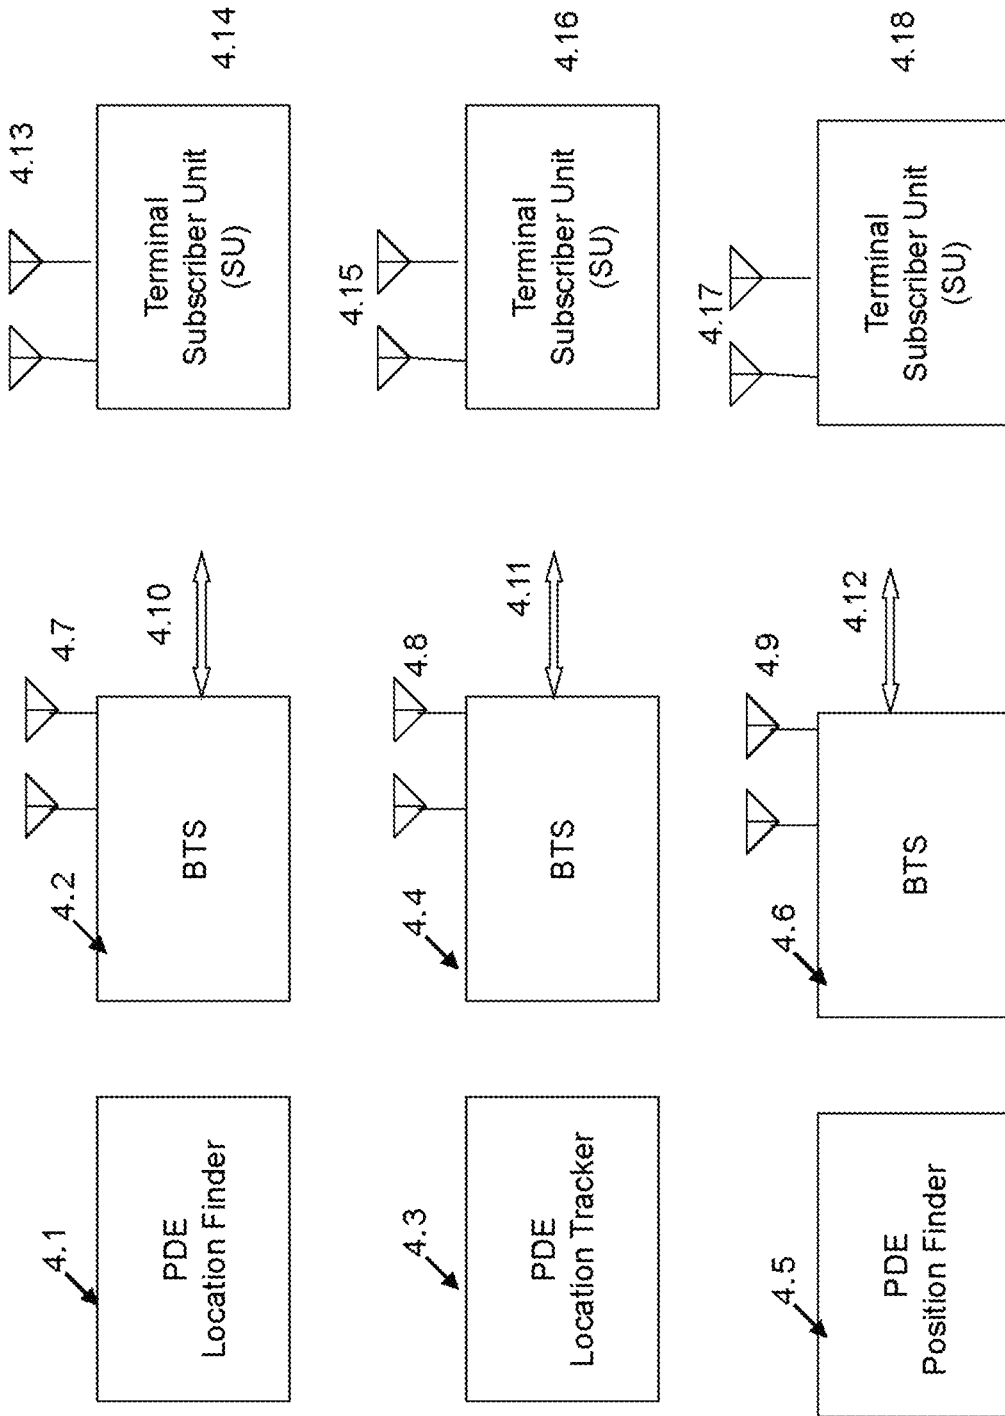 4.1
PDE
Location Finder
4.2
BTS
4.7
4.10
4.13
Terminal
Subscriber Unit
(SU)
4.14
4.3
PDE
Location Tracker
4.4
BTS
4.8
4.11
4.15
Terminal
Subscriber Unit
(SU)
4.16
4.5
PDE
Position Finder
4.6
BTS
4.9
4.12
4.17
Terminal
Subscriber Unit
(SU)
4.18